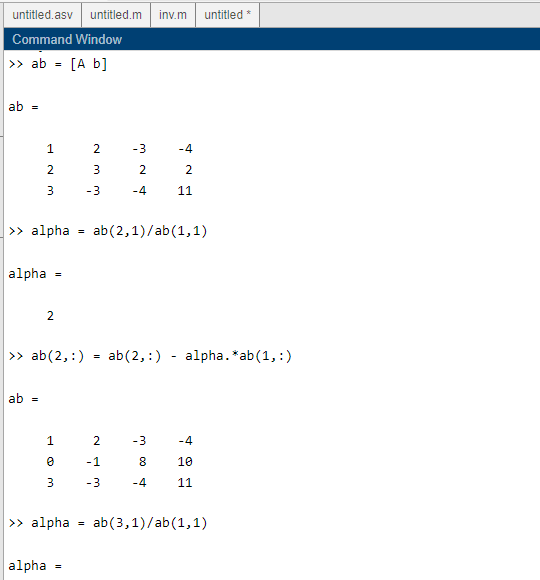 untitled.asv untitled.m inv.m untitled *
Command Window
>> ab = [A b]
ab =
1 2 -3 -4
2 3 2 2
3 -3 -4 11
>> alpha = ab(2,1)/ab(1,1)
alpha =
2
>> ab(2,:) = ab(2,:) - alpha.*ab(1,:)
ab =
1 2 -3 -4
0 -1 8 10
3 -3 -4 11
>> alpha = ab(3,1)/ab(1,1)
alpha =